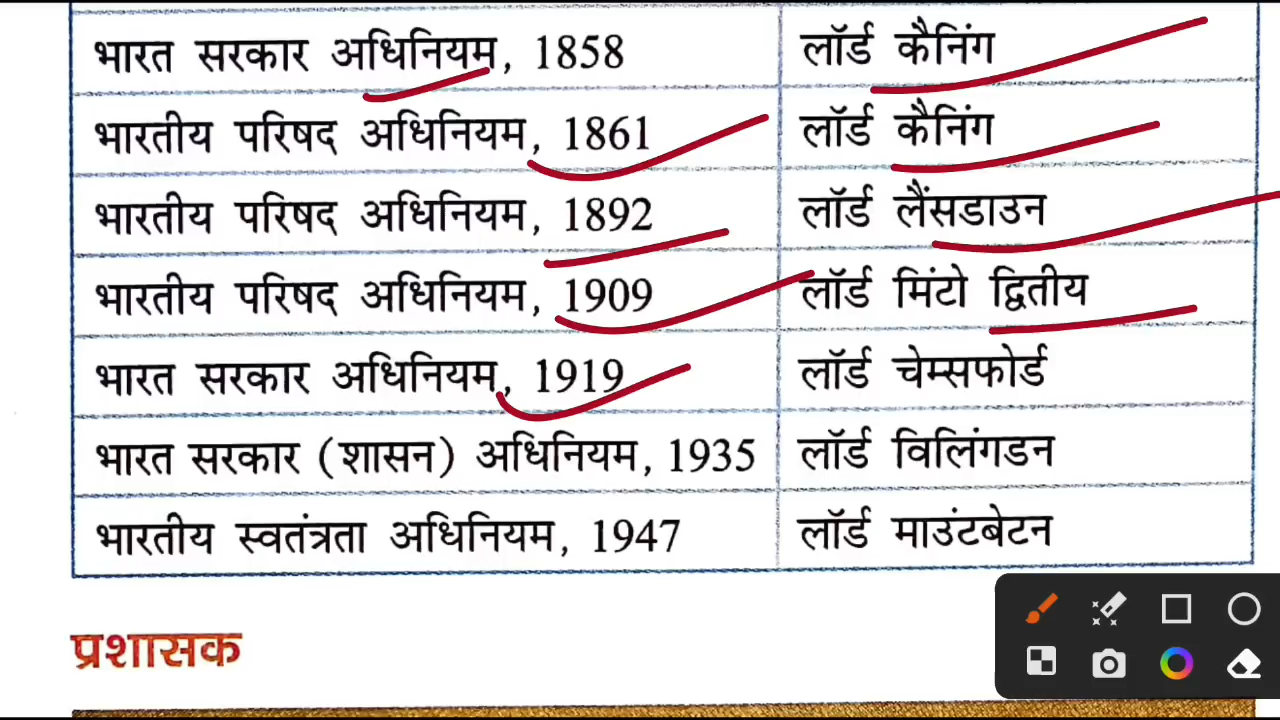 भारत सरकार अधिनियम, 1858 लॉर्ड कैनिंग
भारतीय परिषद अधिनियम, 1861 लॉर्ड कैनिंग
भारतीय परिषद अधिनियम, 1892 लॉर्ड लैंसडाउन
भारतीय परिषद अधिनियम, 1909 लॉर्ड मिंटो द्वितीय
भारत सरकार अधिनियम, 1919 लॉर्ड चेम्सफोर्ड
भारत सरकार (शासन) अधिनियम, 1935 लॉर्ड विलिंगडन
भारतीय स्वतंत्रता अधिनियम, 1947 लॉर्ड माउंटबेटन
प्रशासक